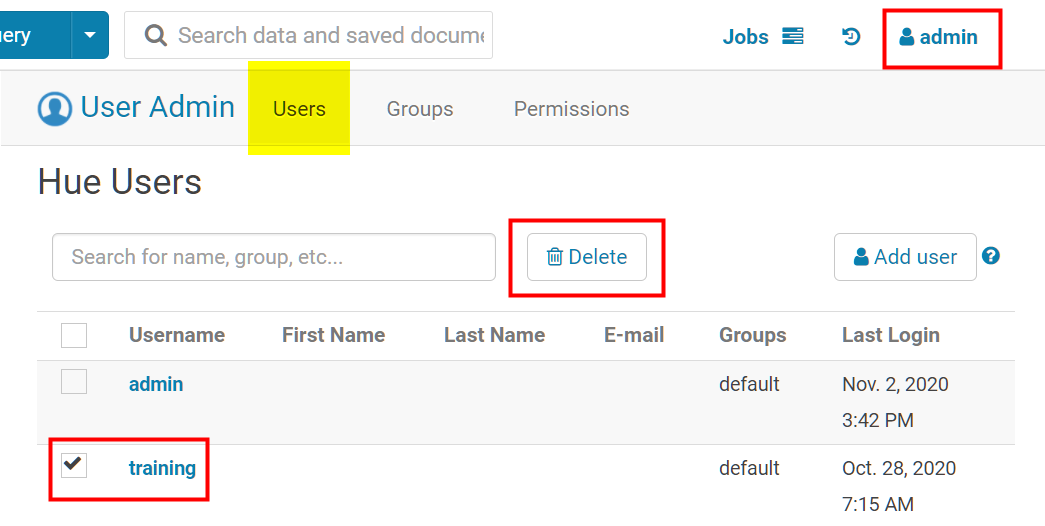 ery Search data and saved docume Jobs admin
User Admin Users Groups Permissions
Hue Users
Search for name, group, etc... Delete Add user ?
Username First Name Last Name E-mail Groups Last Login
admin default Nov. 2, 2020
3:42 PM
training default Oct. 28, 2020
7:15 AM